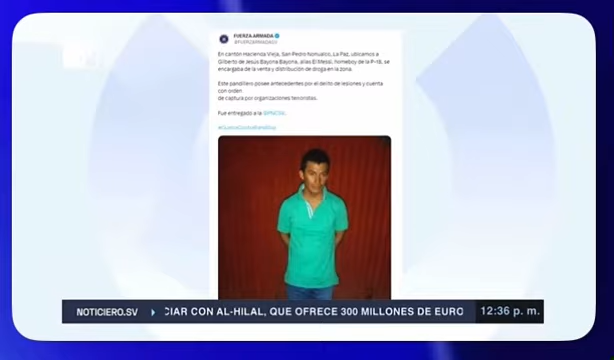 FUERZA ARMADA
@FUERZARMADASV
En cantón Hacienda Vieja, San Pedro Nonualco, La Paz, ubicamos a
Gilberto de Jesús Bayona Bayona, alias El Messi, homeboy de la P-18, se
encargaba de la venta y distribución de droga en la zona.
Este pandillero posee antecedentes por el delito de lesiones y cuenta
con orden
de captura por organizaciones terroristas.
Fue entregado a la @PNCSV.
NOTICIERO.SV
CIAR CON AL-HILAL, QUE OFRECE 300 MILLONES DE EURO
12:36 p. m.